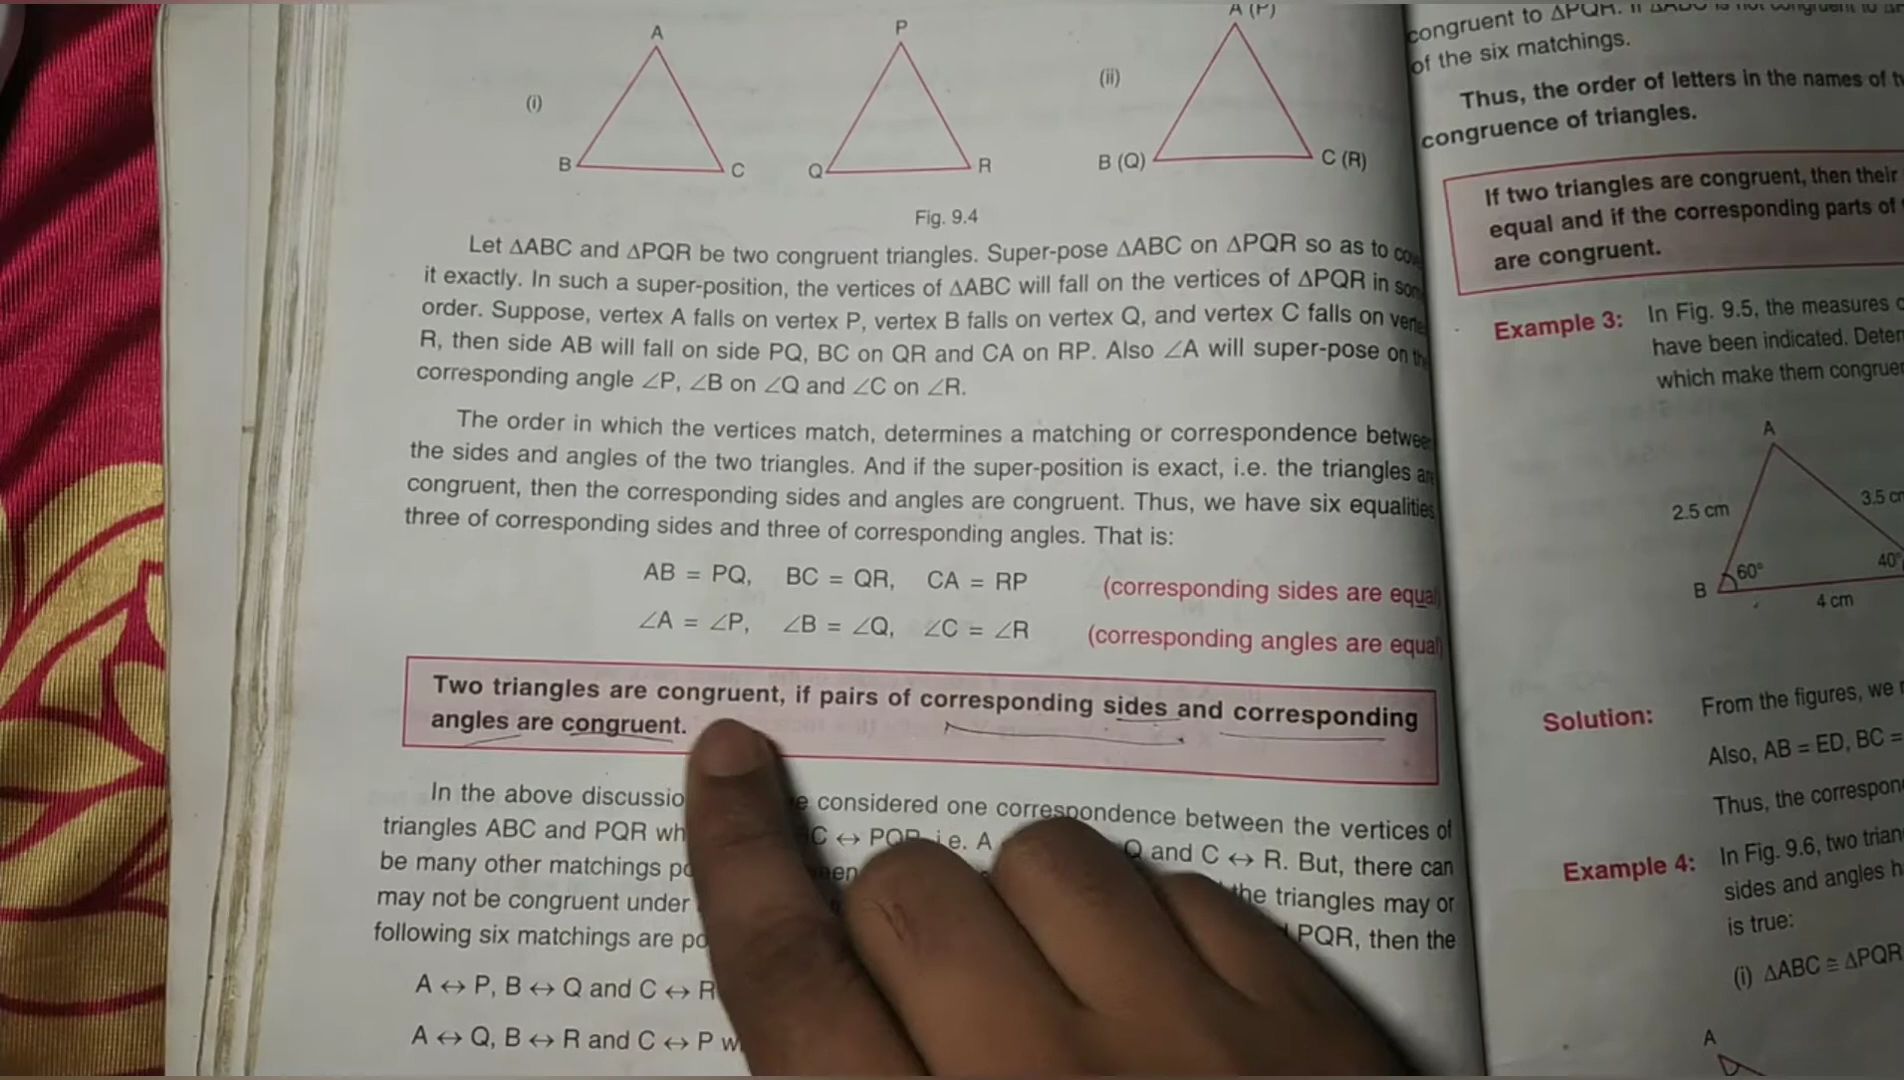 A
P
A (P)
(i)
(ii)
B
C
Q
R
B (Q)
C (R)
Fig. 9.4
Let ΔABC and ΔPQR be two congruent triangles. Super-pose ΔABC on ΔPQR so as to
it exactly. In such a super-position, the vertices of ΔABC will fall on the vertices of ΔPQR in
order. Suppose, vertex A falls on vertex P, vertex B falls on vertex Q, and vertex C falls on
R, then side AB will fall on side PQ, BC on QR and CA on RP. Also ∠A will super-pose on
corresponding angle ∠P, ∠B on ∠Q and ∠C on ∠R.
The order in which the vertices match, determines a matching or correspondence between
the sides and angles of the two triangles. And if the super-position is exact, i.e. the triangles
congruent, then the corresponding sides and angles are congruent. Thus, we have six equalities
three of corresponding sides and three of corresponding angles. That is:
AB = PQ, BC = QR, CA = RP (corresponding sides are equal)
∠A = ∠P, ∠B = ∠Q, ∠C = ∠R (corresponding angles are equal)
Two triangles are congruent, if pairs of corresponding sides and corresponding
angles are congruent.
In the above considered one correspondence between the vertices of
triangles ABC and PQR C ↔ PQR i.e. A Q and C ↔ R. But, there can
be many other matchings
may not be congruent under the triangles may or
following six matchings are PQR, then the
A ↔ P, B ↔ Q and C ↔ R
A ↔ Q, B ↔ R and C ↔ P
congruent to ΔPQR. If ΔABC is not congruent to
of the six matchings.
Thus, the order of letters in the names of
congruence of triangles.
If two triangles are congruent, then their
equal and if the corresponding parts of
are congruent.
Example 3: In Fig. 9.5, the measures
have been indicated.
which make them
A
2.5 cm
3.5
60°
40°
B
4 cm
Solution: From the figures, we
Also, AB = ED, BC =
Thus, the
Example 4: In Fig. 9.6, two
sides and angles
is true:
(i) ΔABC ≅ ΔPQR
A